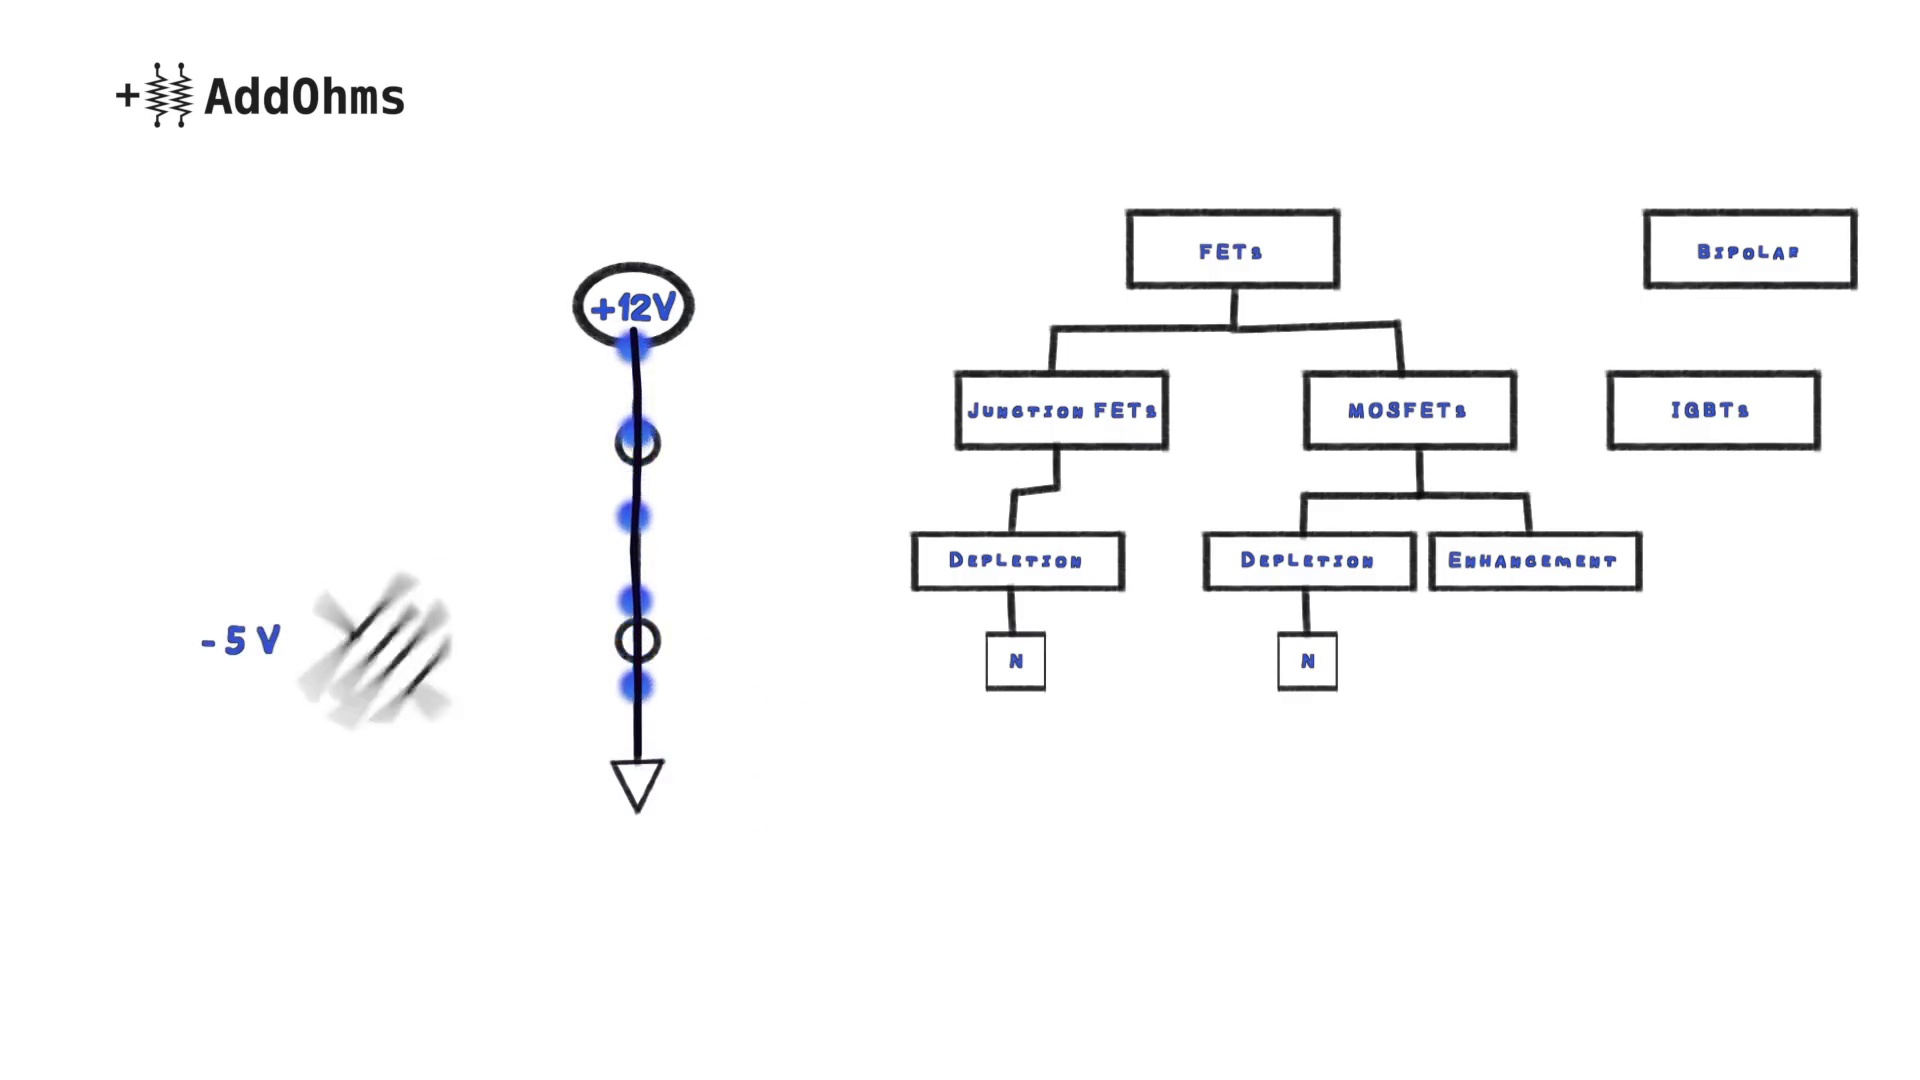 + AddOhms
FETs
Bipolar
+12V
Junction FETs
MOSFETs
IGBTs
Depletion
Depletion
Enhancement
- 5 V
N
N